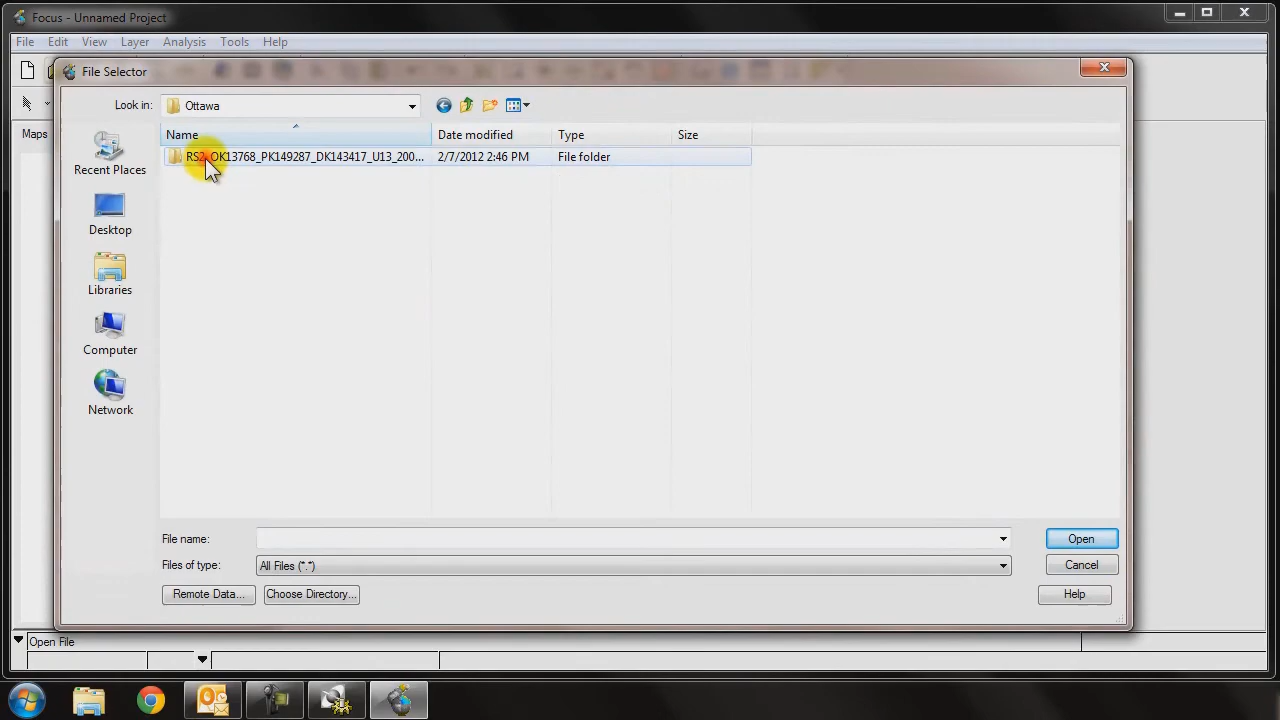 Focus - Unnamed Project
File Edit View Layer Analysis Tools Help
File Selector
Look in: Ottawa
Maps
Name Date modified Type Size
RS2_OK13768_PK149287_DK143417_U13_200... 2/7/2012 2:46 PM File folder
Recent Places
Desktop
Libraries
Computer
Network
File name: Open
Files of type: All Files (*.*) Cancel
Remote Data... Choose Directory... Help
Open File